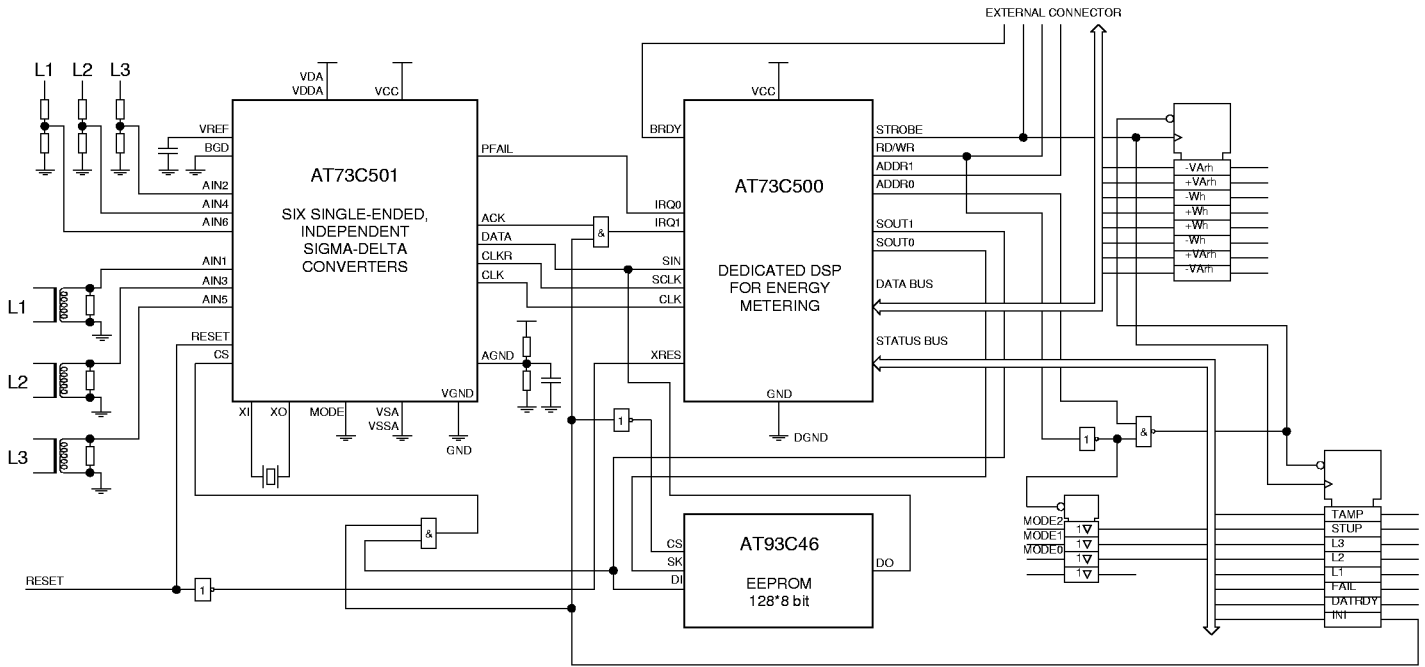 EXTERNAL CONNECTOR
L1 L2 L3
VDA
VDDA
VCC
VREF
BGD
AIN2
AIN4
AIN6
AIN1
AIN3
AIN5
RESET
CS
L1
L2
L3
AT73C501
SIX SINGLE-ENDED,
INDEPENDENT
SIGMA-DELTA
CONVERTERS
PFAIL
ACK
DATA
CLKR
CLK
AGND
VGND
GND
XI
XO
MODE
VSA
VSSA
&
VCC
BRDY
IRQ0
IRQ1
SIN
SCLK
CLK
XRES
AT73C500
DEDICATED DSP
FOR ENERGY
METERING
GND
DGND
STROBE
RD/WR
ADDR1
ADDR0
SOUT1
SOUT0
DATA BUS
STATUS BUS
-VArh
+VArh
-Wh
+Wh
+Wh
-Wh
+VArh
-VArh
1
&
1
&
RESET
1
CS
SK
DI
AT93C46
EEPROM
128*8 bit
DO
MODE2
MODE1
MODE0
1▽
1▽
1▽
1▽
TAMP
STUP
L3
L2
L1
FAIL
DATRDY
INI